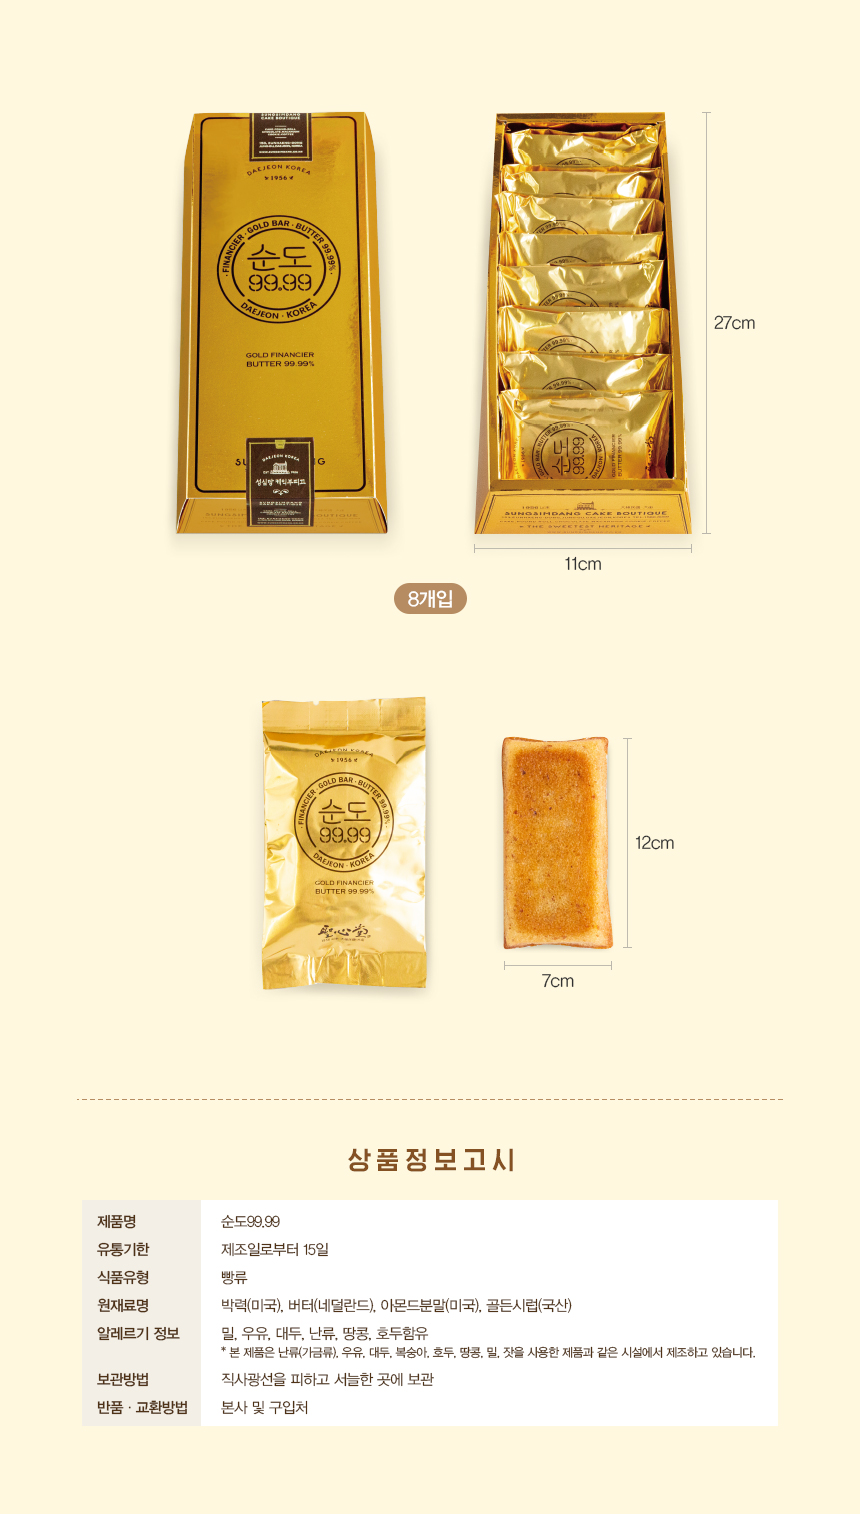 SUNGSIMDANG
CAKE BOUTIQUE
DAEJEON KOREA
1956
FINANCIER · GOLD BAR · BUTTER 99.99% ·
순도
99.99
DAEJEON · KOREA
GOLD FINANCIER
BUTTER 99.99%
DAEJEON KOREA
성심당 케익부띠끄
SUNGSIMDANG CAKE BOUTIQUE
THE SWEETEST HERITAGE
27cm
11cm
8개입
DAEJEON KOREA
1956
FINANCIER · GOLD BAR · BUTTER 99.99% ·
순도
99.99
DAEJEON · KOREA
GOLD FINANCIER
BUTTER 99.99%
聖心堂
12cm
7cm
상품정보고시
제품명 순도99.99
유통기한 제조일로부터 15일
식품유형 빵류
원재료명 박력(미국), 버터(네덜란드), 아몬드분말(미국), 골든시럽(국산)
알레르기 정보 밀, 우유, 대두, 난류, 땅콩, 호두함유
* 본 제품은 난류(가금류), 우유, 대두, 복숭아, 호두, 땅콩, 밀, 잣을 사용한 제품과 같은 시설에서 제조하고 있습니다.
보관방법 직사광선을 피하고 서늘한 곳에 보관
반품 · 교환방법 본사 및 구입처